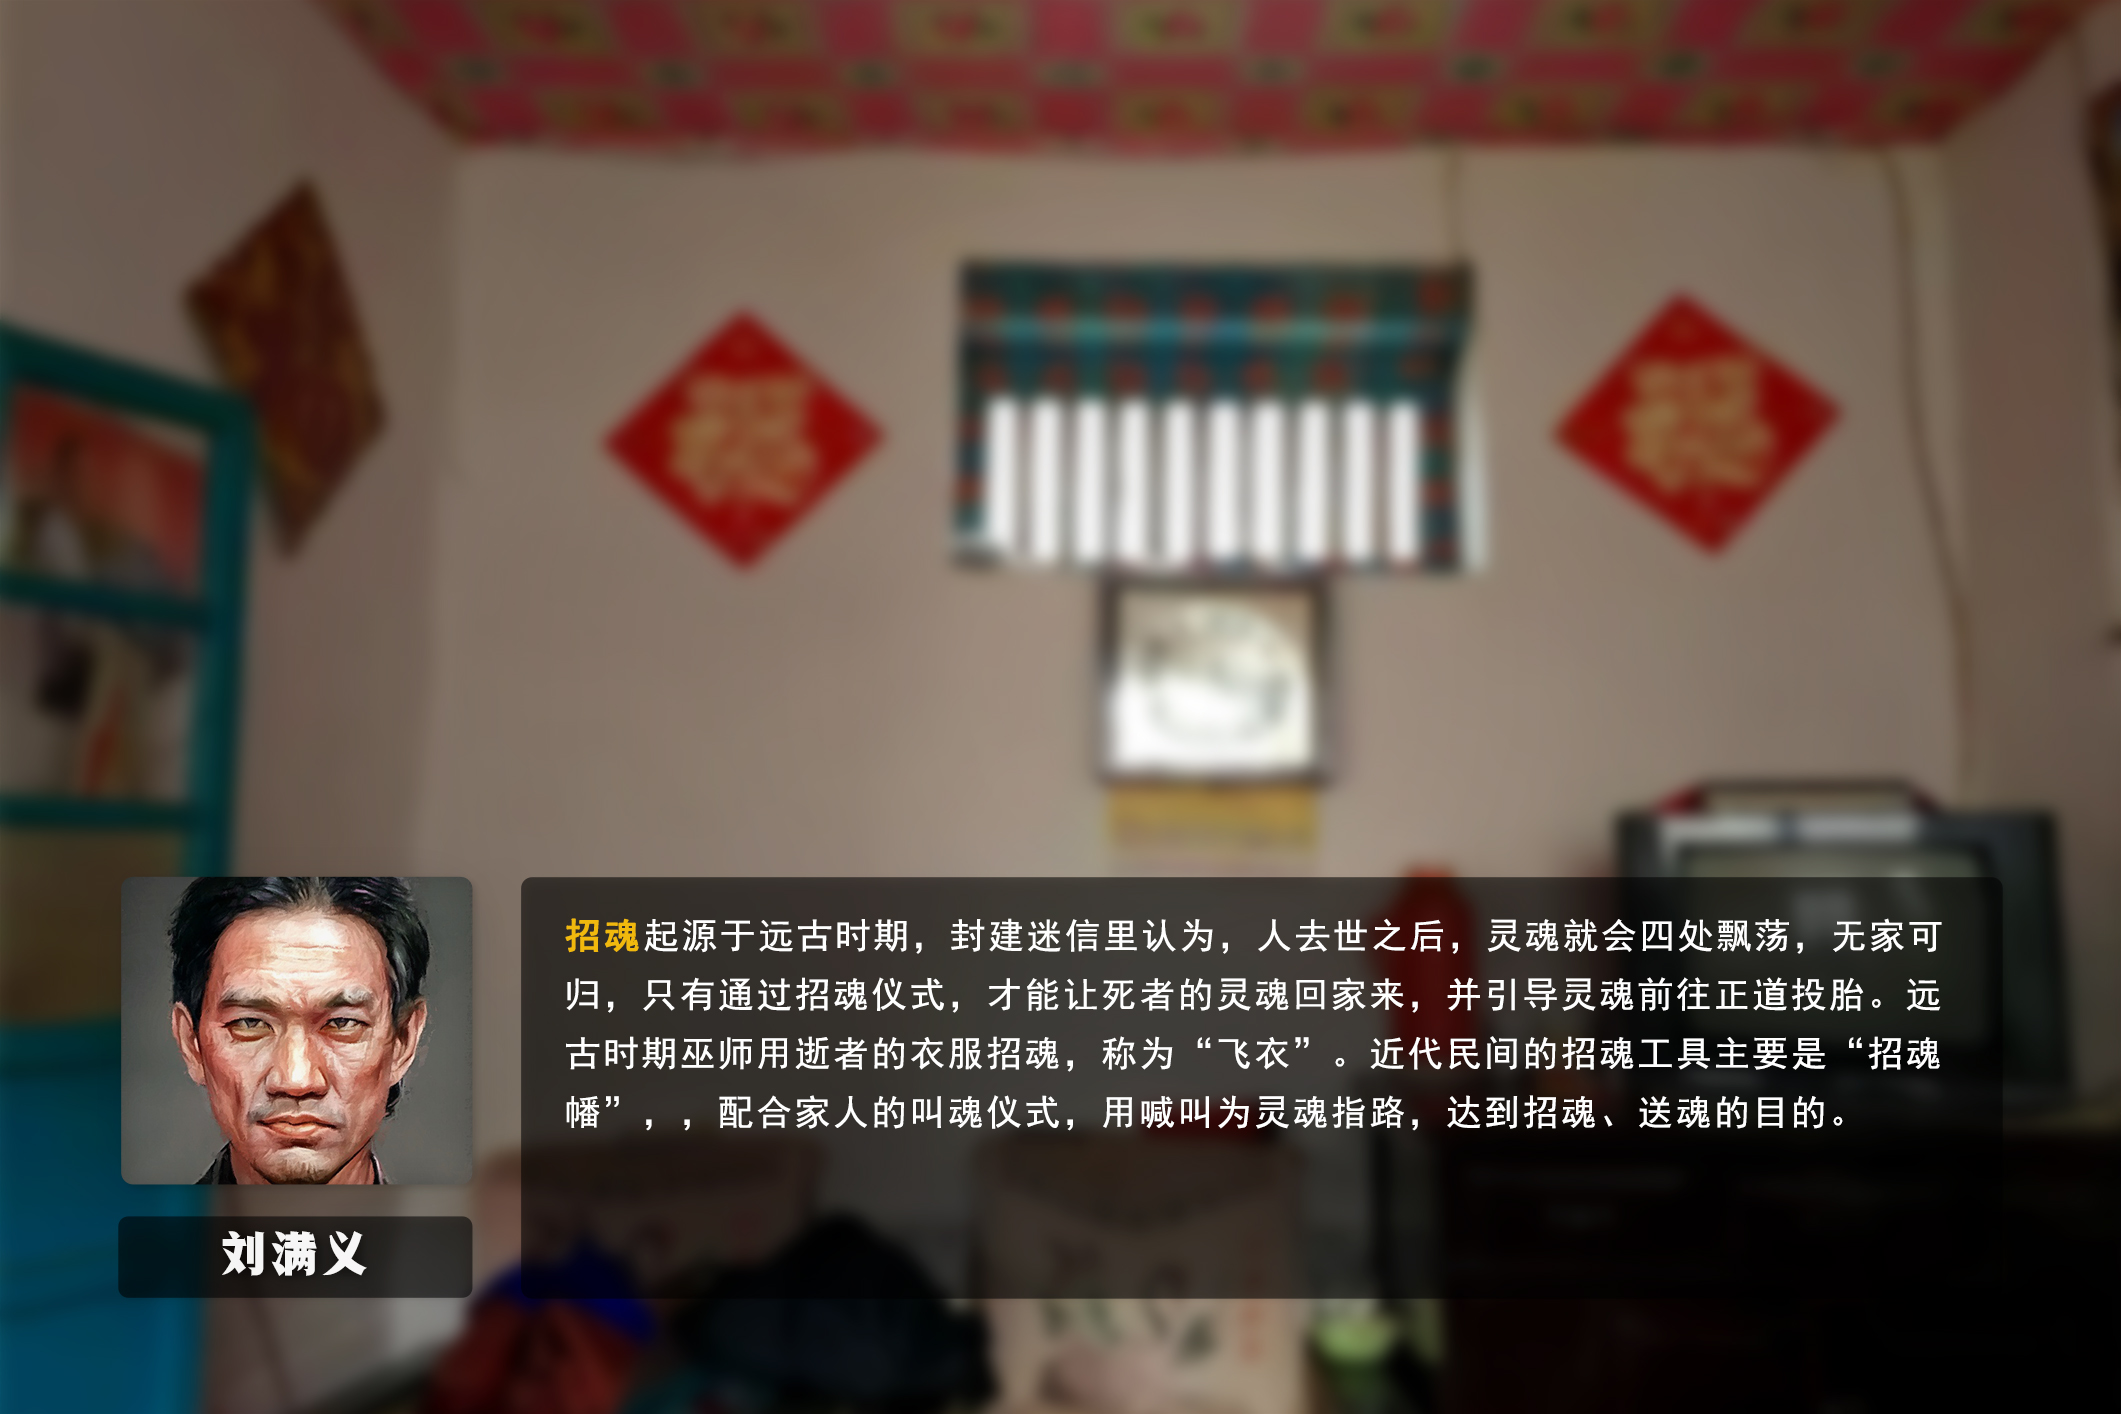 招魂起源于远古时期，封建迷信里认为，人去世之后，灵魂就会四处飘荡，无家可
归，只有通过招魂仪式，才能让死者的灵魂回家来，并引导灵魂前往正道投胎。远
古时期巫师用逝者的衣服招魂，称为“飞衣”。近代民间的招魂工具主要是“招魂
幡”，，配合家人的叫魂仪式，用喊叫为灵魂指路，达到招魂、送魂的目的。
刘满义